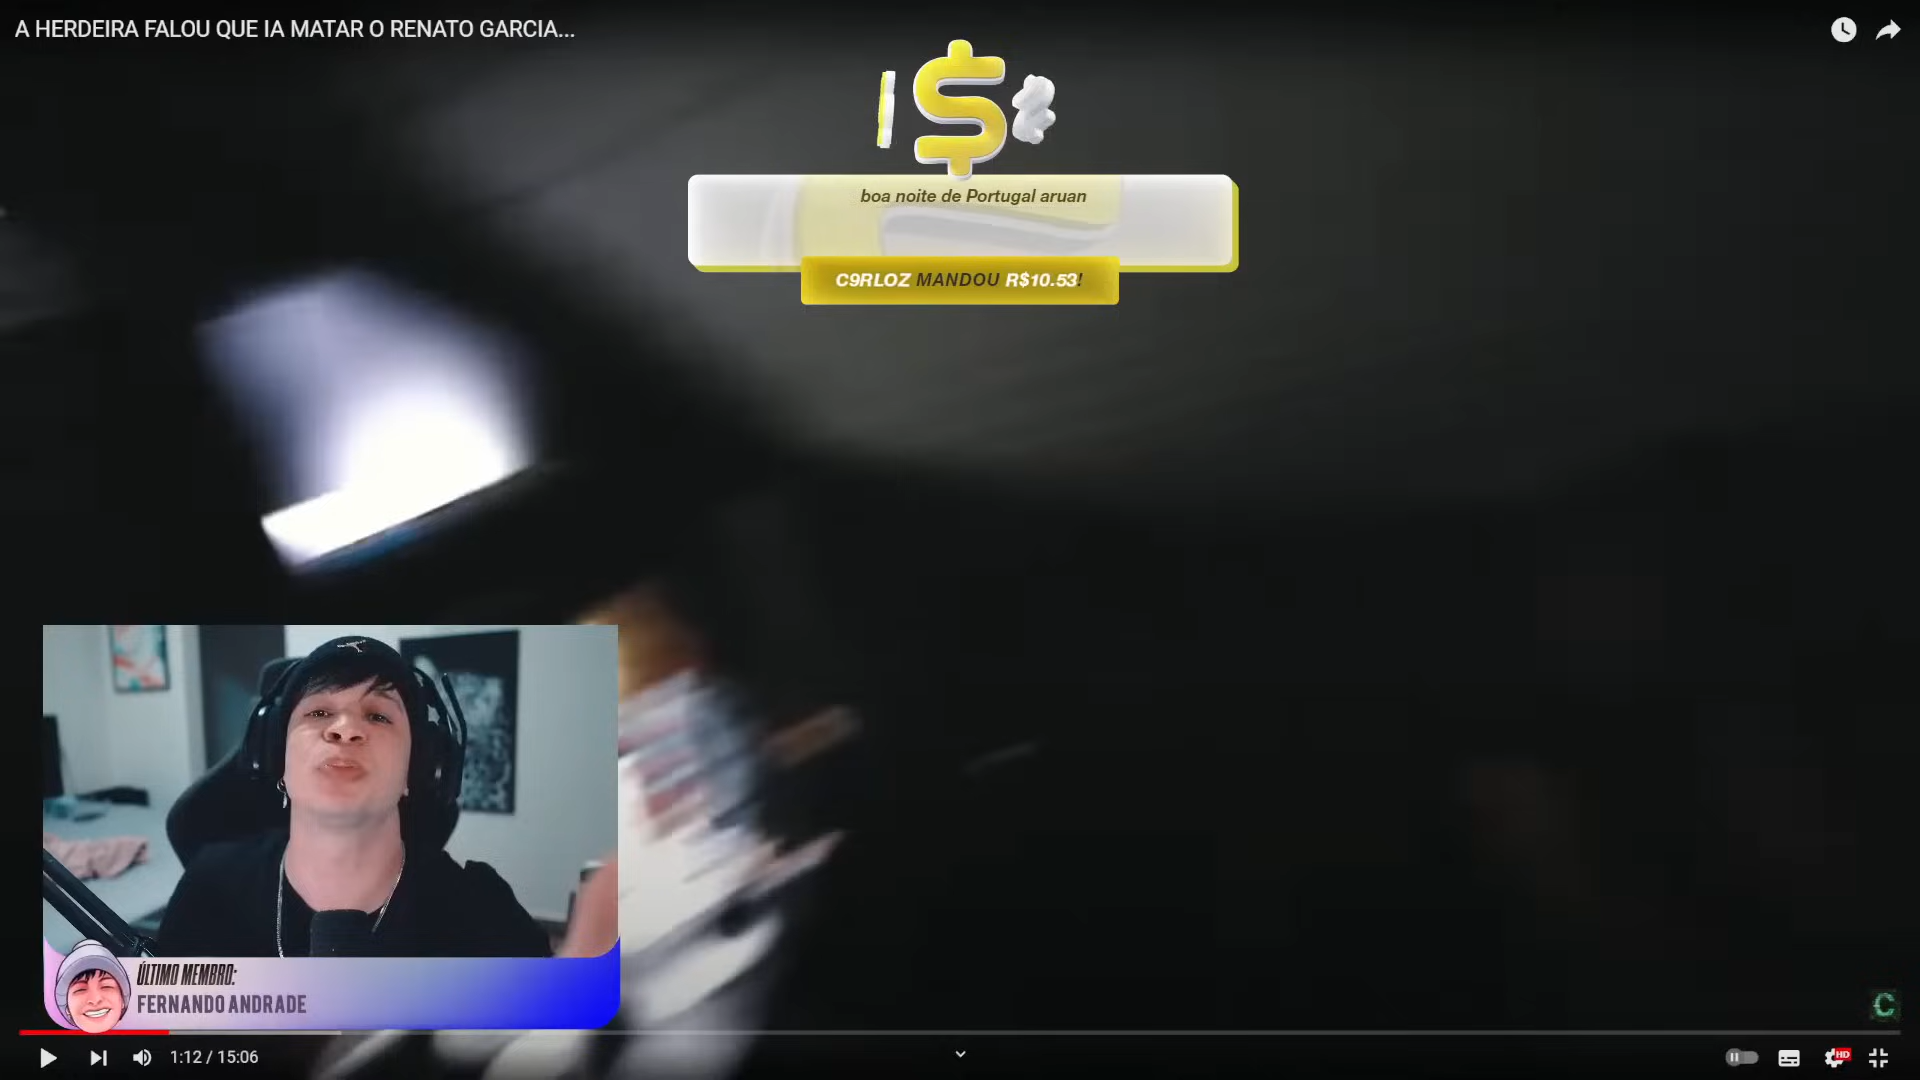 A HERDEIRA FALOU QUE IA MATAR O RENATO GARCIA...
$
boa noite de Portugal aruan
C9RLOZ MANDOU R$10.53!
ÚLTIMO MEMBRO:
FERNANDO ANDRADE
C
1:12 / 15:06
HD